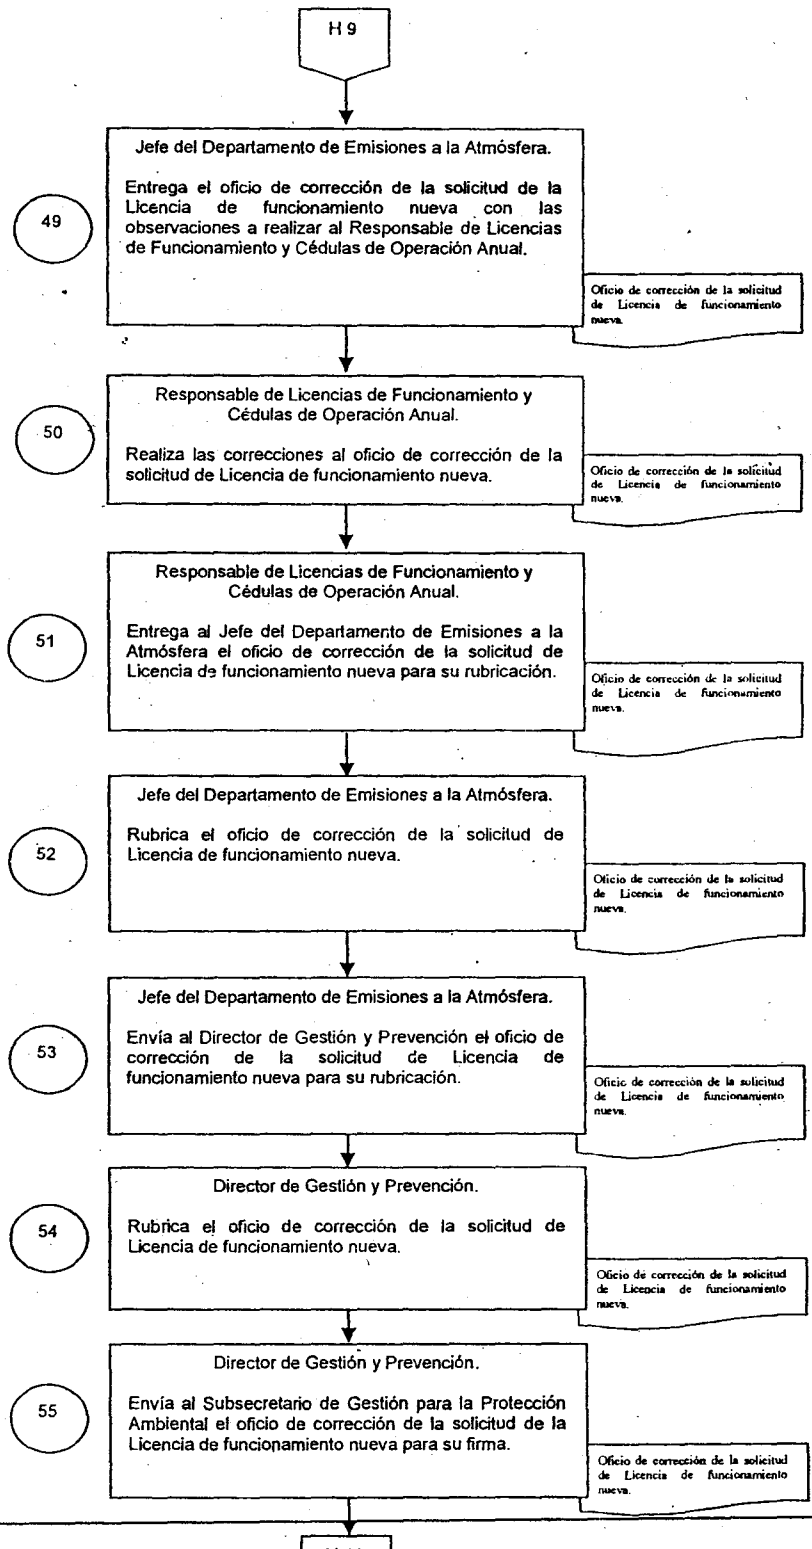 H 9
Jefe del Departamento de Emisiones a la Atmósfera.
49
Entrega el oficio de corrección de la solicitud de la
Licencia de funcionamiento nueva con las
observaciones a realizar al Responsable de Licencias
de Funcionamiento y Cédulas de Operación Anual.
Oficio de corrección de la solicitud
de Licencia de funcionamiento
nueva.
Responsable de Licencias de Funcionamiento y
Cédulas de Operación Anual.
50
Realiza las correcciones al oficio de corrección de la
solicitud de Licencia de funcionamiento nueva.
Oficio de corrección de la solicitud
de Licencia de funcionamiento
nueva.
Responsable de Licencias de Funcionamiento y
Cédulas de Operación Anual.
51
Entrega al Jefe del Departamento de Emisiones a la
Atmósfera el oficio de corrección de la solicitud de
Licencia de funcionamiento nueva para su rubricación.
Oficio de corrección de la solicitud
de Licencia de funcionamiento
nueva.
Jefe del Departamento de Emisiones a la Atmósfera.
52
Rubrica el oficio de corrección de la solicitud de
Licencia de funcionamiento nueva.
Oficio de corrección de la solicitud
de Licencia de funcionamiento
nueva.
Jefe del Departamento de Emisiones a la Atmósfera.
53
Envía al Director de Gestión y Prevención el oficio de
corrección de la solicitud de Licencia de
funcionamiento nueva para su rubricación.
Oficio de corrección de la solicitud
de Licencia de funcionamiento
nueva.
Director de Gestión y Prevención.
54
Rubrica el oficio de corrección de la solicitud de
Licencia de funcionamiento nueva.
Oficio de corrección de la solicitud
de Licencia de funcionamiento
nueva.
Director de Gestión y Prevención.
55
Envía al Subsecretario de Gestión para la Protección
Ambiental el oficio de corrección de la solicitud de la
Licencia de funcionamiento nueva para su firma.
Oficio de corrección de la solicitud
de Licencia de funcionamiento
nueva.